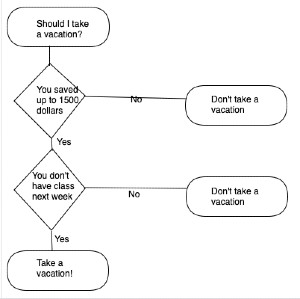 Should I take
a vacation?
You saved
up to 1500
dollars
No
Don't take a
vacation
Yes
You don't
have class
next week
No
Don't take a
vacation
Yes
Take a
vacation!